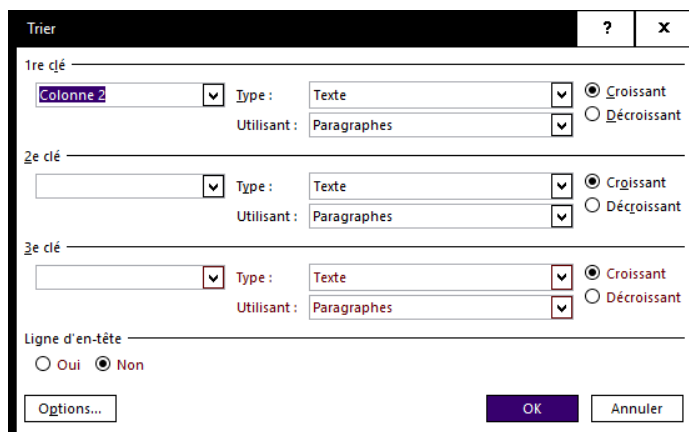 Trier ? x
1re clé
Colonne 2 Type : Texte Croissant
Utilisant : Paragraphes Décroissant
2e clé
Type : Texte Croissant
Utilisant : Paragraphes Décroissant
3e clé
Type : Texte Croissant
Utilisant : Paragraphes Décroissant
Ligne d'en-tête
Oui Non
Options... OK Annuler